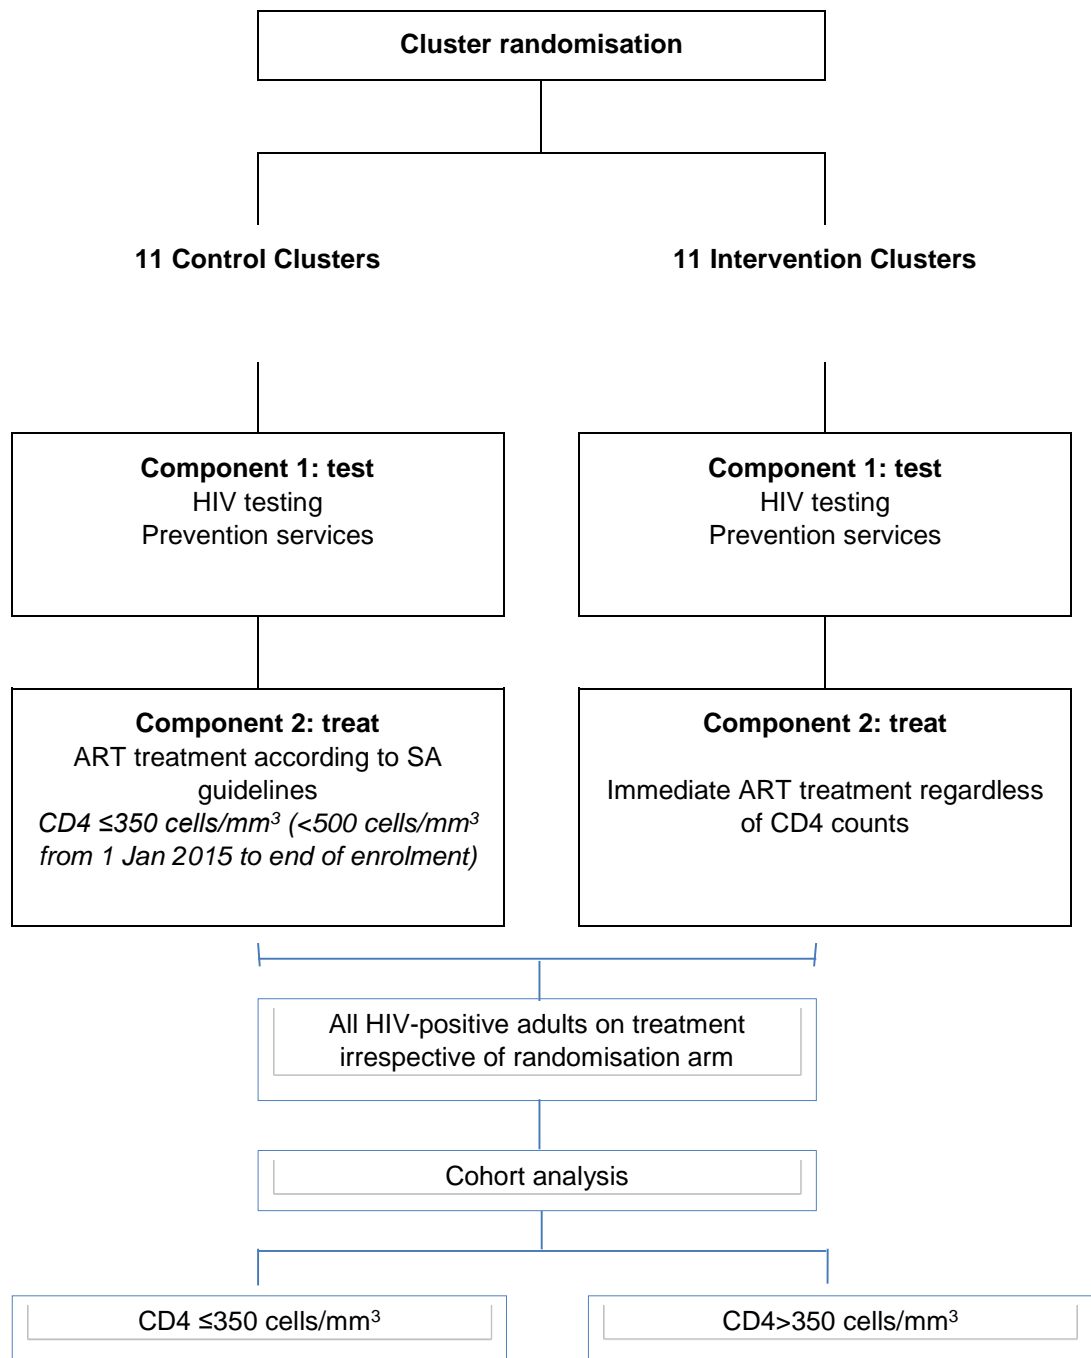 Cluster randomisation
11 Control Clusters
11 Intervention Clusters
Component 1: test
HIV testing
Prevention services
Component 1: test
HIV testing
Prevention services
Component 2: treat
ART treatment according to SA
guidelines
CD4 ≤350 cells/mm³ (<500 cells/mm³
from 1 Jan 2015 to end of enrolment)
Component 2: treat
Immediate ART treatment regardless
of CD4 counts
All HIV-positive adults on treatment
irrespective of randomisation arm
Cohort analysis
CD4 ≤350 cells/mm³
CD4>350 cells/mm³